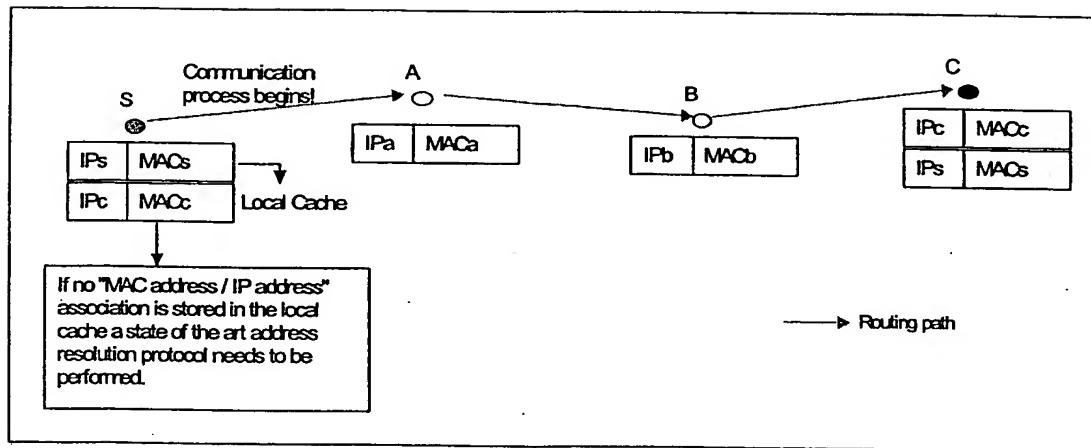 Communication
process begins!
S
A
B
C
IPs MACs
IPc MACc
Local Cache
IPa MACa
IPb MACb
IPc MACc
IPs MACs
If no "MAC address / IP address"
association is stored in the local
cache a state of the art address
resolution protocol needs to be
performed.
Routing path